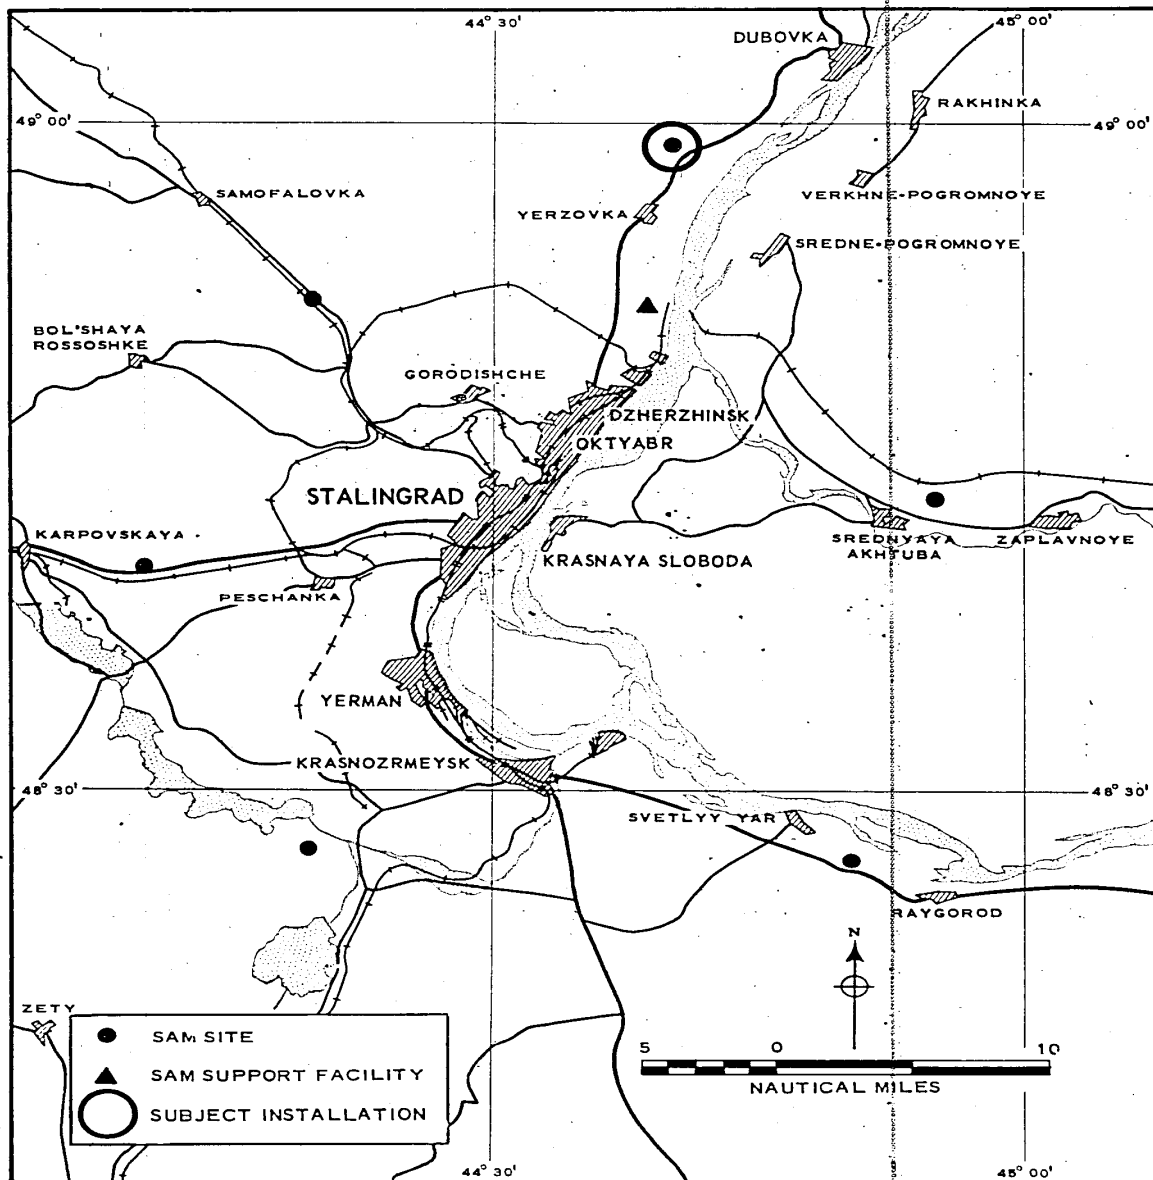 44° 30'
45° 00'
DUBOVKA
RAKHINKA
49° 00'
49° 00'
SAMOFALOVKA
VERKHNE-POGROMNOYE
YERZOVKA
SREDNE-POGROMNOYE
BOL'SHAYA
ROSSOSHKE
GORODISHCHE
DZHERZHINSK
OKTYABR
STALINGRAD
KARPOVSKAYA
SREDNYAYA
AKHTUBA
ZAPLAVNOYE
KRASNAYA SLOBODA
PESCHANKA
YERMAN
KRASNOZRMEYSK
48° 30'
48° 30'
SVETLYY YAR
RAYGOROD
N
ZETY
SAM SITE
SAM SUPPORT FACILITY
SUBJECT INSTALLATION
5 0 10
NAUTICAL MILES
44° 30'
45° 00'